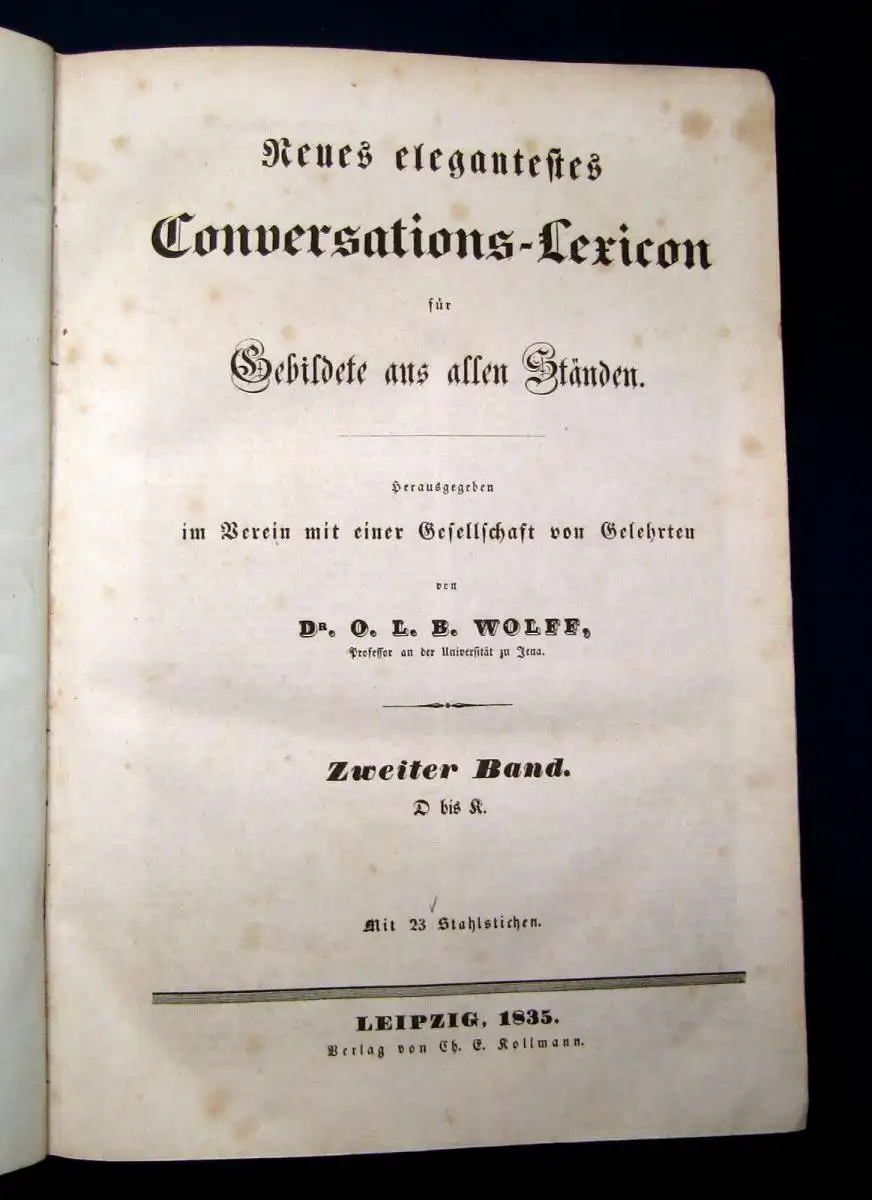 Neues elegantestes
Conversations-Lexicon
für
Gebildete aus allen Ständen.
Herausgegeben
im Verein mit einer Gesellschaft von Gelehrten
von
Dr. O. L. B. WOLFF,
Professor an der Universität zu Jena.
Zweiter Band.
D bis K.
Mit 23 Stahlstichen.
LEIPZIG, 1835.
Verlag von Ch. E. Kollmann.